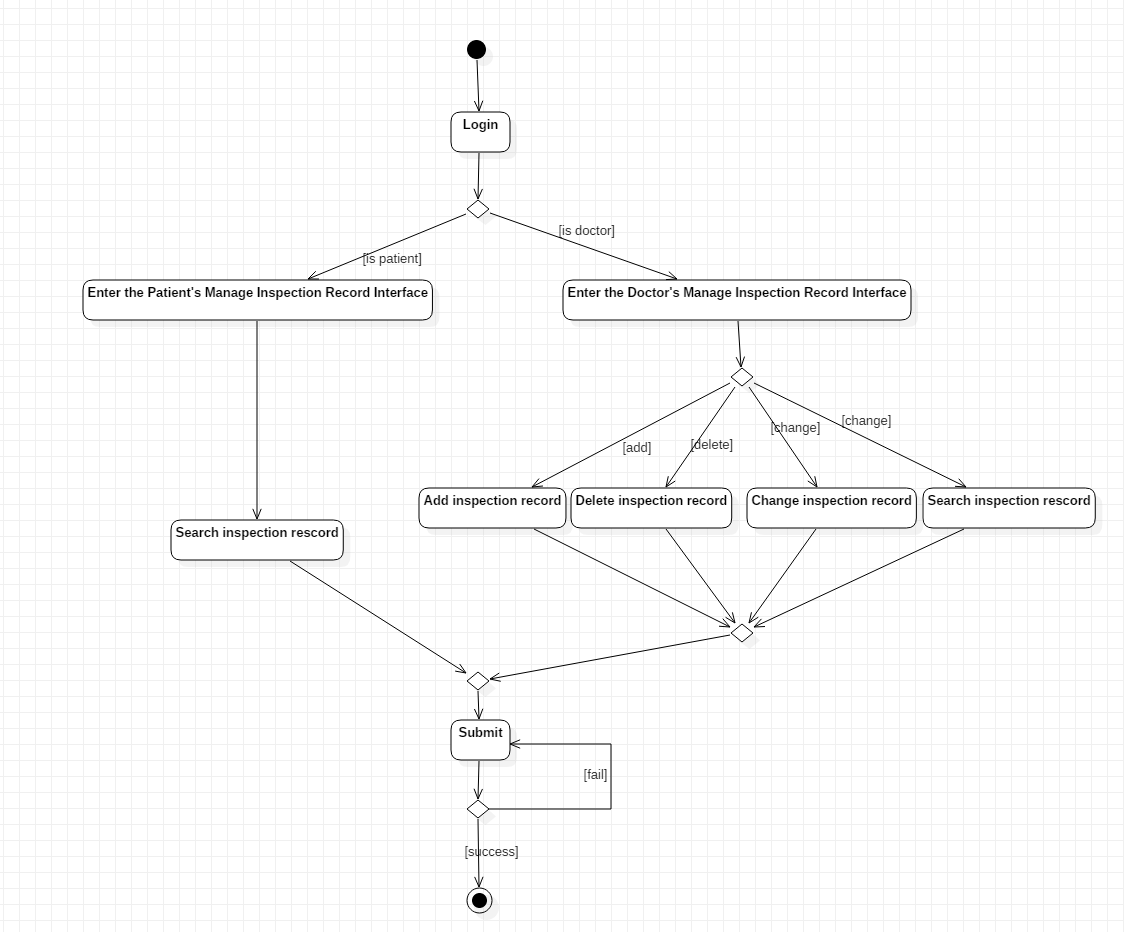 Login
[is doctor]
[is patient]
Enter the Patient's Manage Inspection Record Interface
Enter the Doctor's Manage Inspection Record Interface
[add]
[delete]
[change]
[change]
Add inspection record
Delete inspection record
Change inspection record
Search inspection rescord
Search inspection rescord
Submit
[fail]
[success]